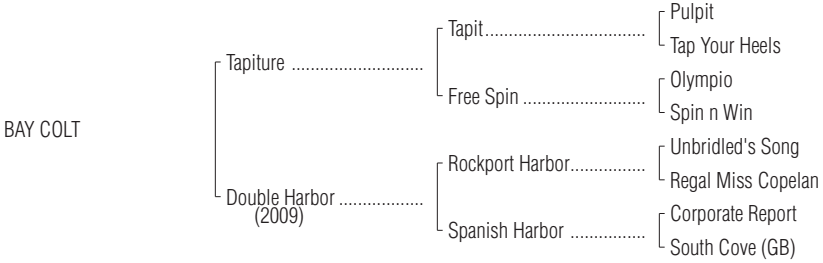 Pulpit
Tapit..................................
Tap Your Heels
Tapiture ............................
Olympio
Free Spin ..........................
Spin n Win
BAY COLT
Unbridled's Song
Rockport Harbor................
Regal Miss Copelan
Double Harbor ..................
(2009)
Corporate Report
Spanish Harbor ................
South Cove (GB)